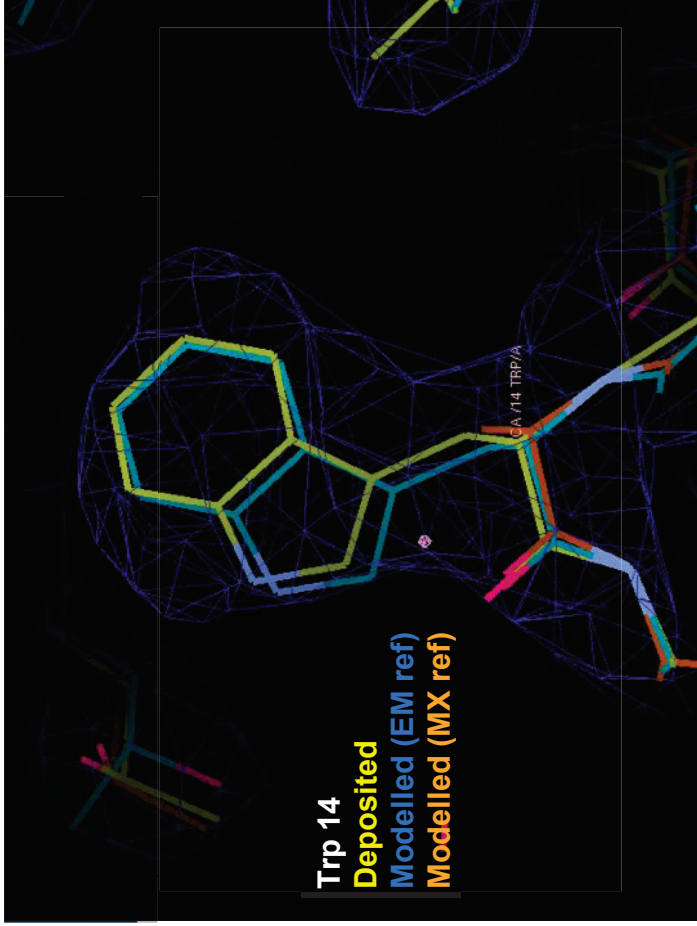 Trp 14
Deposited
Modelled (EM ref)
Modelled (MX ref)
CA /14 TRP/A